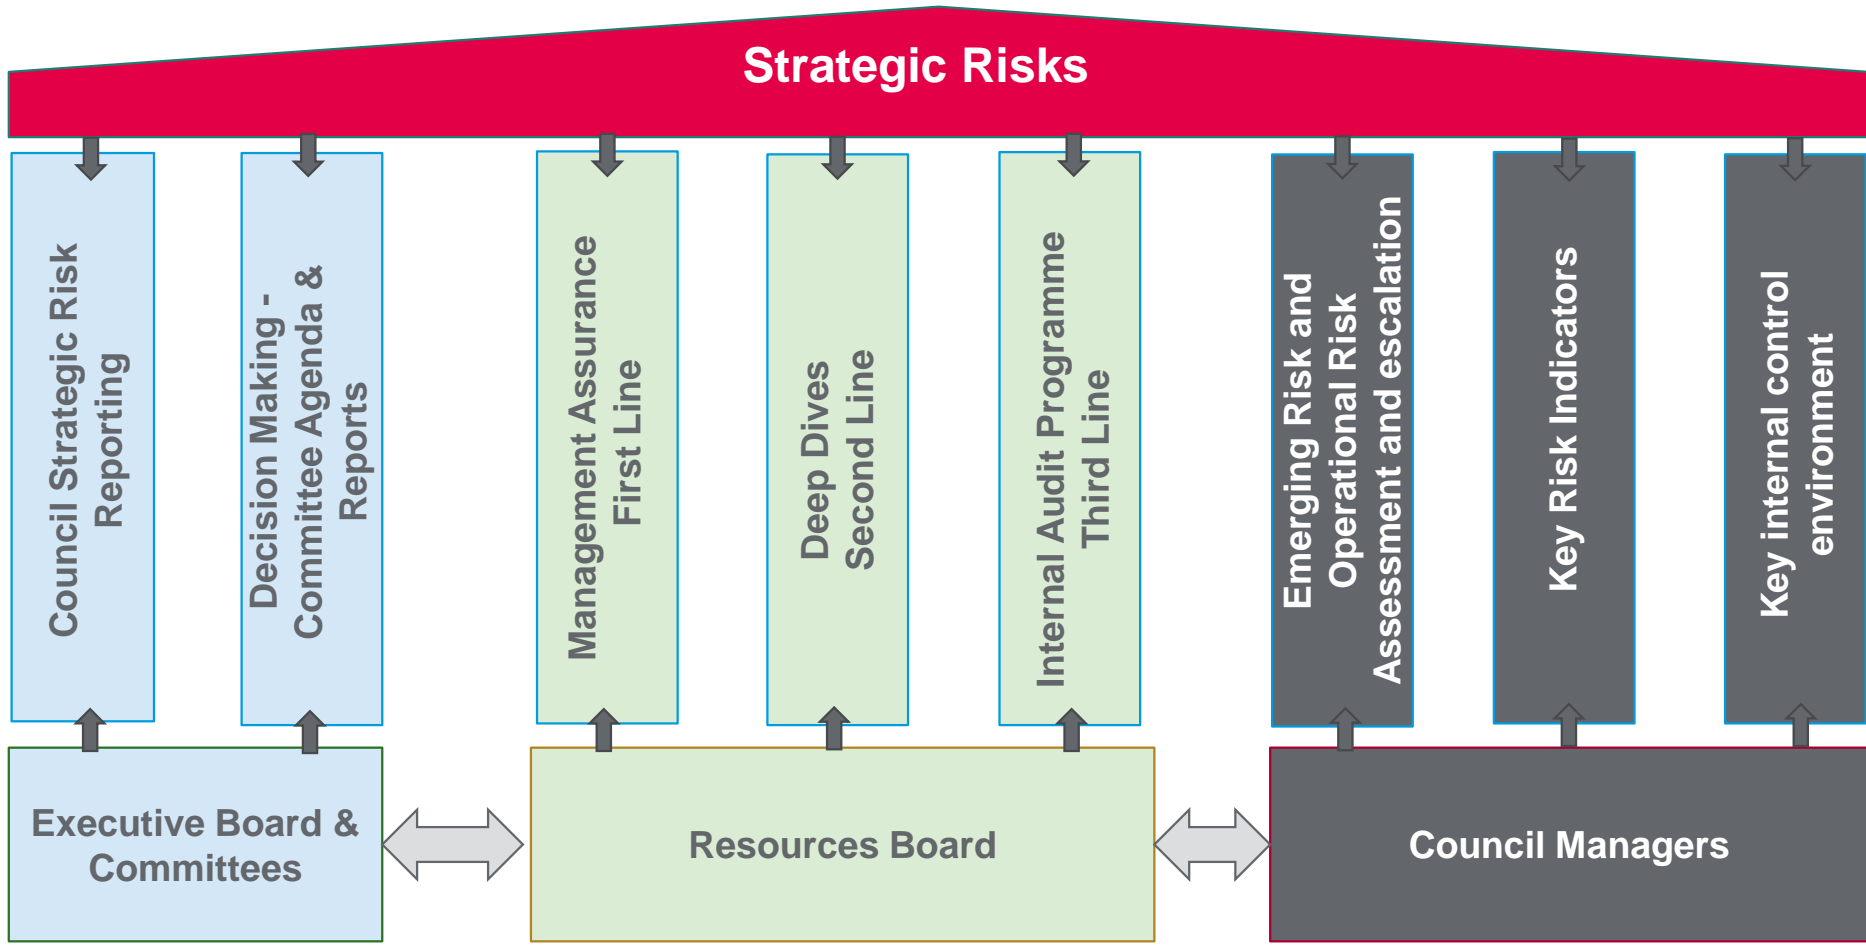 Strategic Risks
Council Strategic Risk
Reporting
Decision Making -
Committee Agenda &
Reports
Management Assurance
First Line
Deep Dives
Second Line
Internal Audit Programme
Third Line
Emerging Risk and
Operational Risk
Assessment and escalation
Key Risk Indicators
Key internal control
environment
Executive Board &
Committees
Resources Board
Council Managers